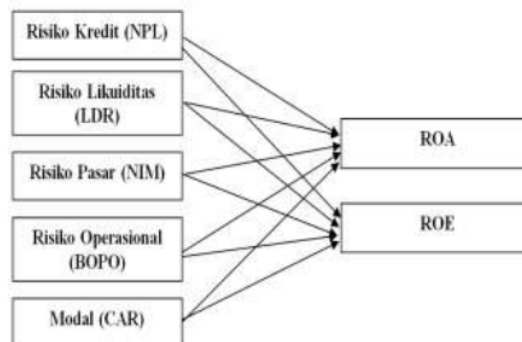 Risiko Kredit (NPL)
Risiko Likuiditas
(LDR)
Risiko Pasar (NIM)
Risiko Operasional
(BOPO)
Modal (CAR)
ROA
ROE